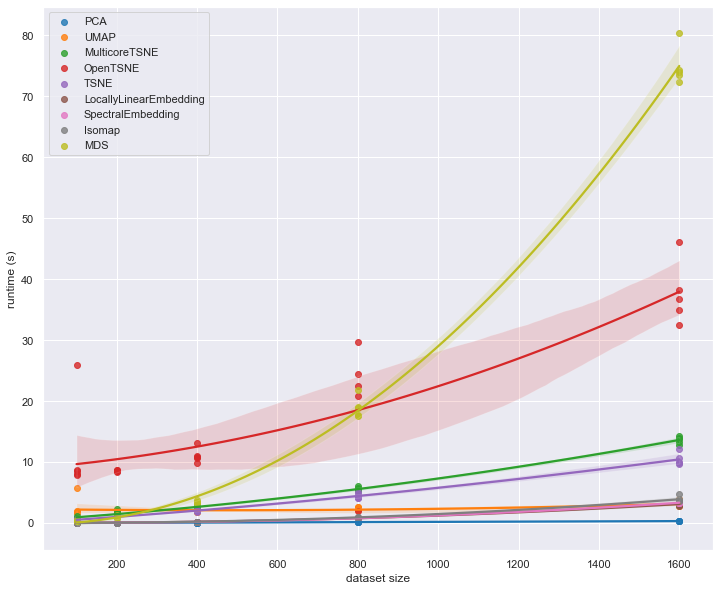 PCA
UMAP
MulticoreTSNE
OpenTSNE
TSNE
LocallyLinearEmbedding
SpectralEmbedding
Isomap
MDS
80
70
60
50
40
30
20
10
0
runtime (s)
200 400 600 800 1000 1200 1400 1600
dataset size